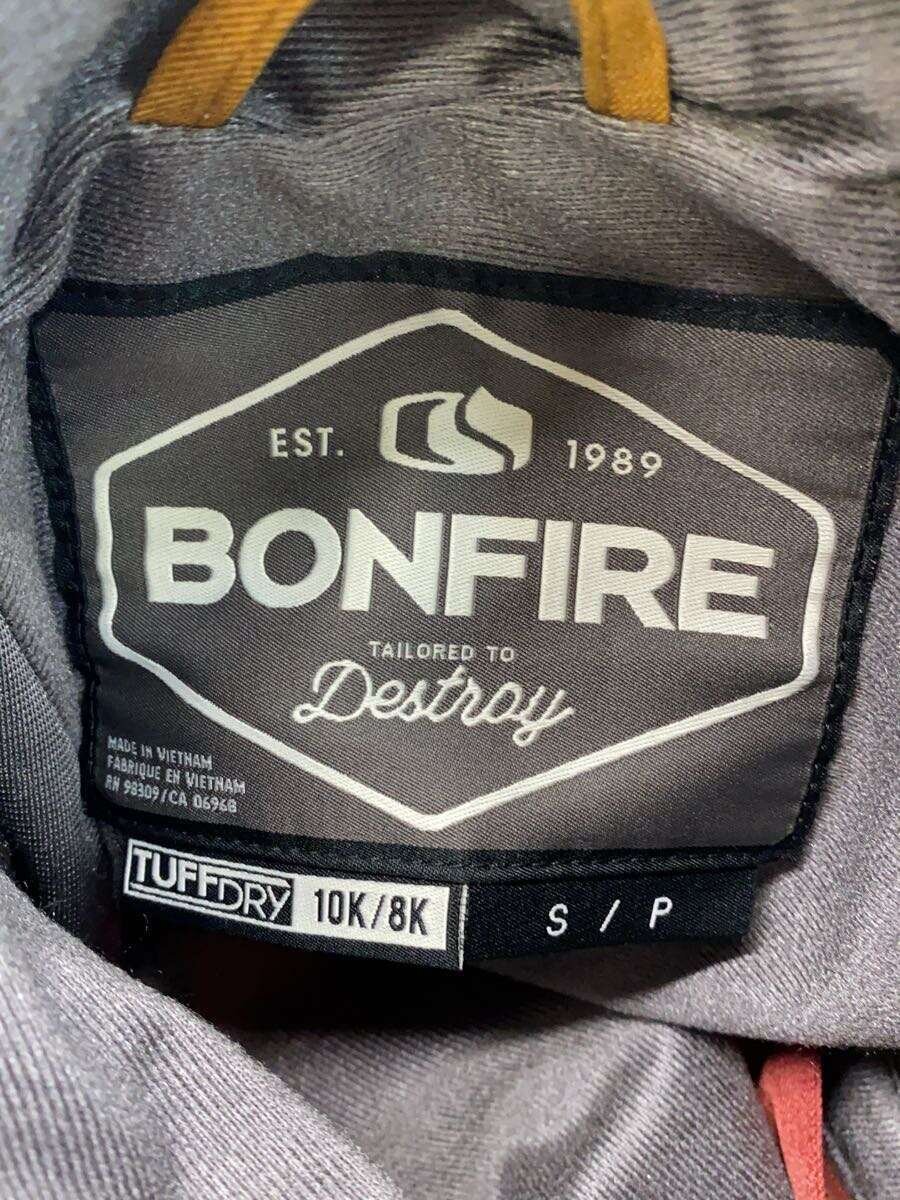 EST. 1989
BONFIRE
TAILORED TO
Destroy
MADE IN VIETNAM
FABRIQUE EN VIETNAM
RN 98309/CA 06968
TUFFDRY 10K/8K S / P